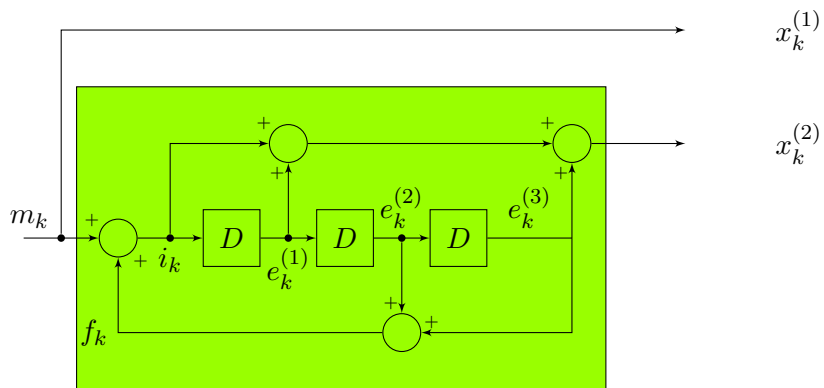 x_k^{(1)}
+ +
x_k^{(2)}
+ +
m_k + D e_k^{(2)} D e_k^{(3)} D
+ i_k e_k^{(1)}
+ +
f_k